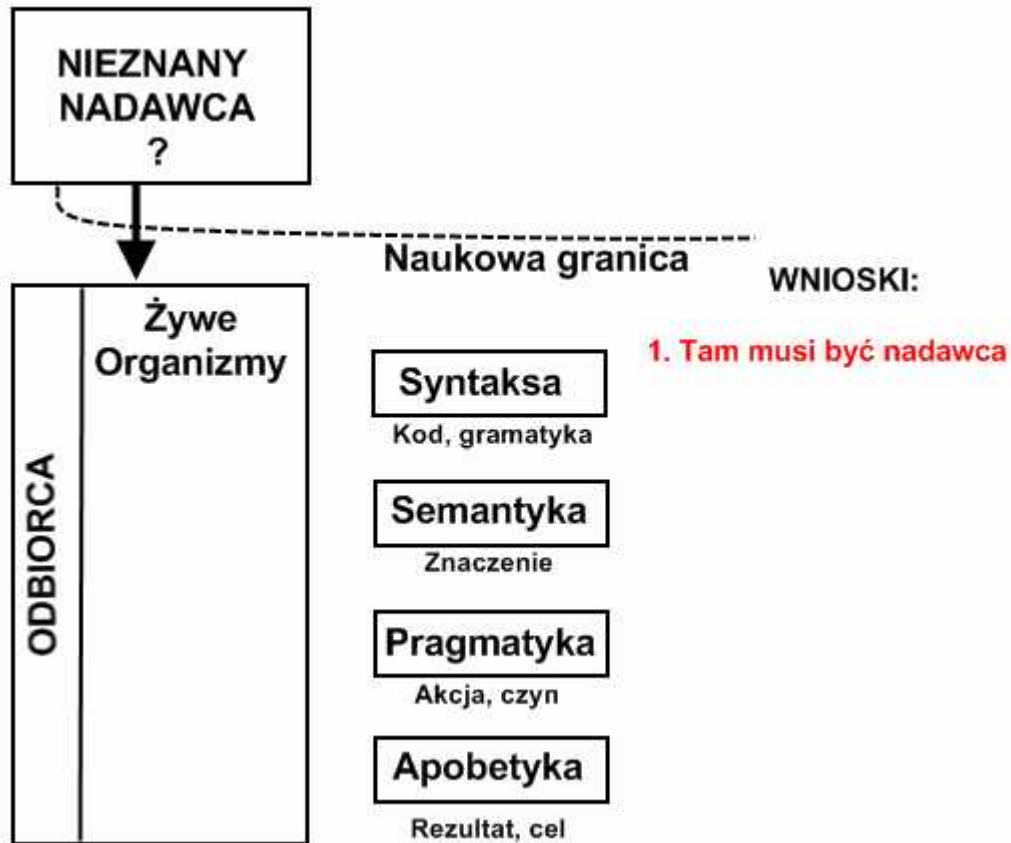 NIEZNANY
NADAWCA
?
Naukowa granica
WNIOSKI:
1. Tam musi być nadawca
ODBIORCA
Żywe
Organizmy
Syntaksa
Kod, gramatyka
Semantyka
Znaczenie
Pragmatyka
Akcja, czyn
Apobetyka
Rezultat, cel